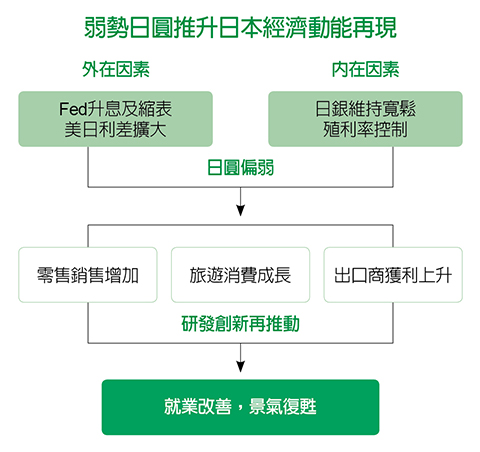 弱勢日圓推升日本經濟動能再現
外在因素
內在因素
Fed升息及縮表
美日利差擴大
日銀維持寬鬆
殖利率控制
日圓偏弱
零售銷售增加
旅遊消費成長
出口商獲利上升
研發創新再推動
就業改善，景氣復甦